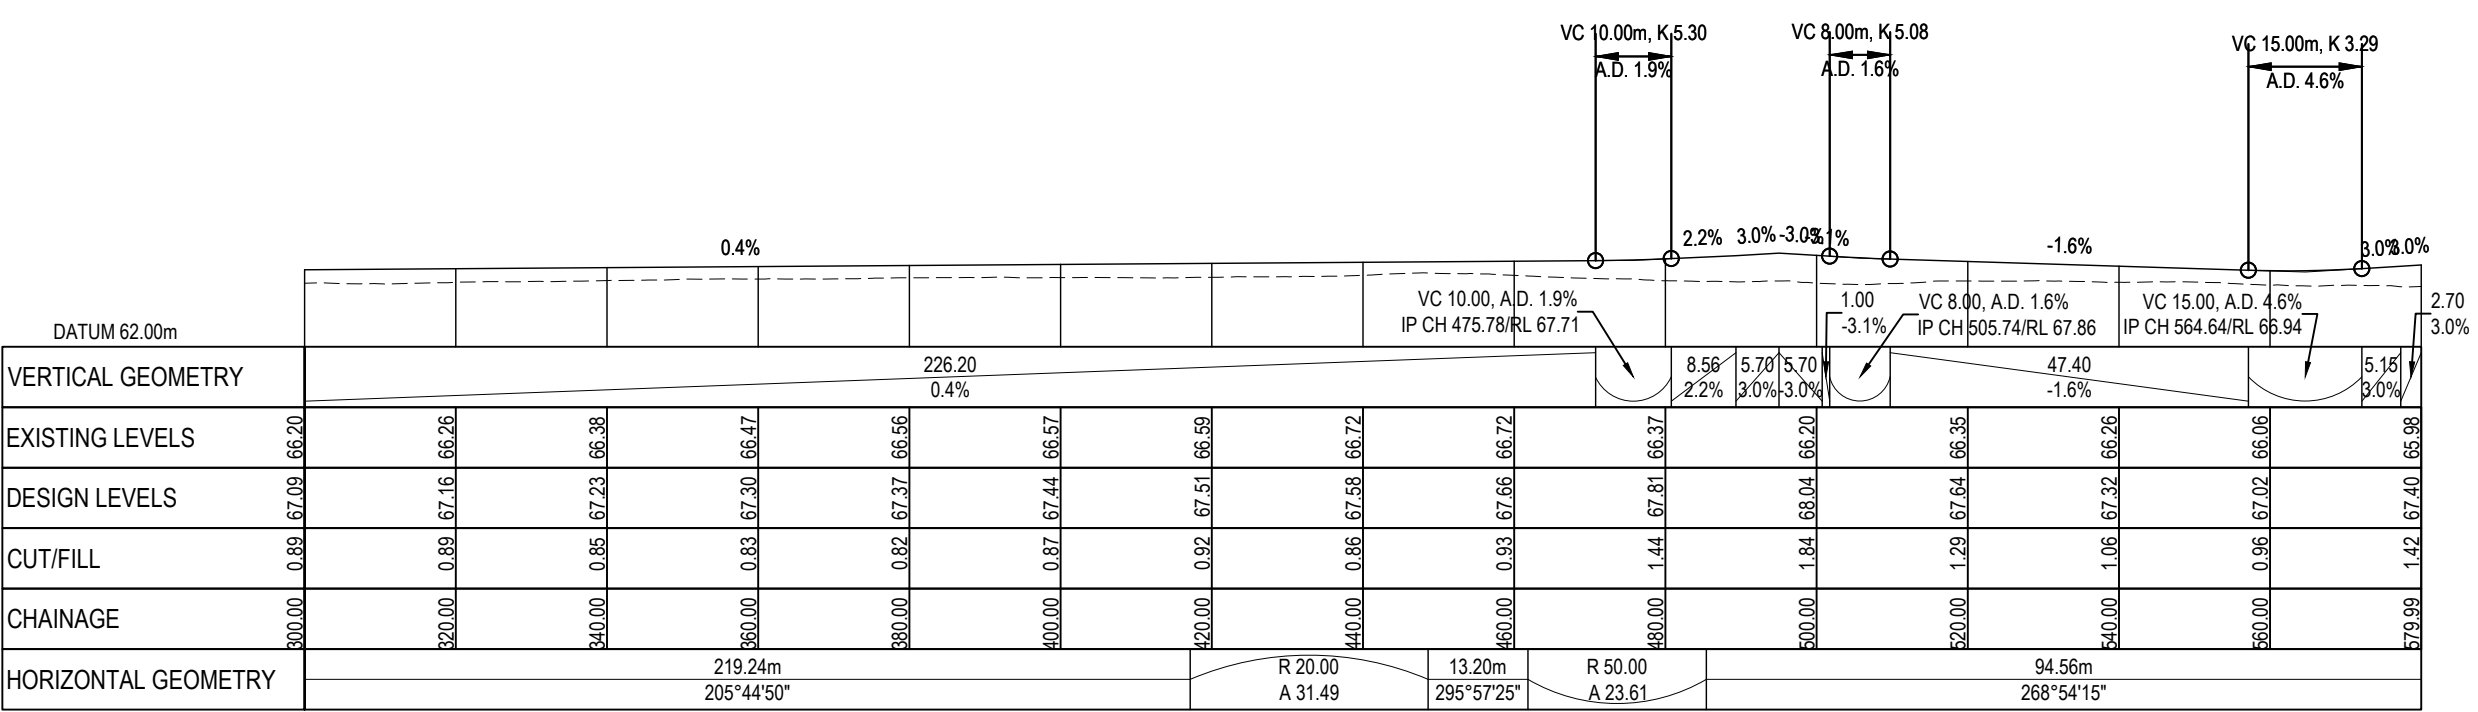 VC 10.00m, K 5.30
A.D. 1.9%
VC 8.00m, K 5.08
A.D. 1.6%
VC 15.00m, K 3.29
A.D. 4.6%
0.4%
2.2%
3.0%
-3.0%
-3.1%
-1.6%
3.0%
3.0%
VC 10.00, A.D. 1.9%
IP CH 475.78/RL 67.71
1.00
-3.1%
VC 8.00, A.D. 1.6%
IP CH 505.74/RL 67.86
VC 15.00, A.D. 4.6%
IP CH 564.64/RL 66.94
2.70
3.0%
DATUM 62.00m
VERTICAL GEOMETRY
226.20
0.4%
8.56
2.2%
5.70
3.0%
5.70
-3.0%
47.40
-1.6%
5.15
3.0%
EXISTING LEVELS 66.20 66.26 66.38 66.47 66.56 66.57 66.59 66.72 66.72 66.37 66.20 66.35 66.26 66.06 65.98
DESIGN LEVELS 67.09 67.16 67.23 67.30 67.37 67.44 67.51 67.58 67.66 67.81 68.04 67.64 67.32 67.02 67.40
CUT/FILL 0.89 0.89 0.85 0.83 0.82 0.87 0.92 0.86 0.93 1.44 1.84 1.29 1.06 0.96 1.42
CHAINAGE 300.00 320.00 340.00 360.00 380.00 400.00 420.00 440.00 460.00 480.00 500.00 520.00 540.00 560.00 579.99
HORIZONTAL GEOMETRY
219.24m
205°44'50"
R 20.00
A 31.49
13.20m
295°57'25"
R 50.00
A 23.61
94.56m
268°54'15"